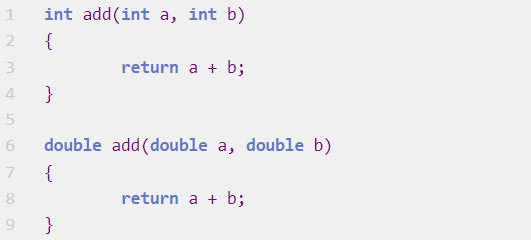 1 int add(int a, int b)
2 {
3 return a + b;
4 }
5
6 double add(double a, double b)
7 {
8 return a + b;
9 }